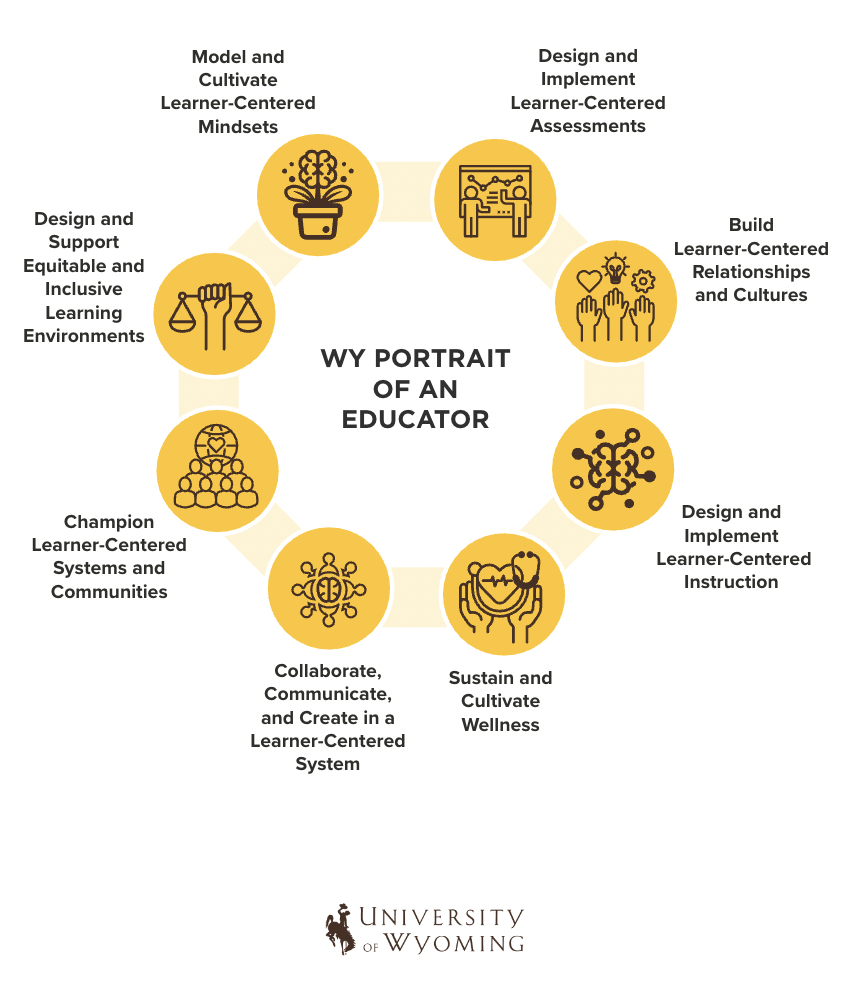 Model and
Cultivate
Learner-Centered
Mindsets
Design and
Implement
Learner-Centered
Assessments
Build
Learner-Centered
Relationships
and Cultures
Design and
Implement
Learner-Centered
Instruction
Sustain and
Cultivate
Wellness
Collaborate,
Communicate,
and Create in a
Learner-Centered
System
Champion
Learner-Centered
Systems and
Communities
Design and
Support
Equitable and
Inclusive
Learning
Environments
WY PORTRAIT
OF AN
EDUCATOR
UNIVERSITY
OF WYOMING